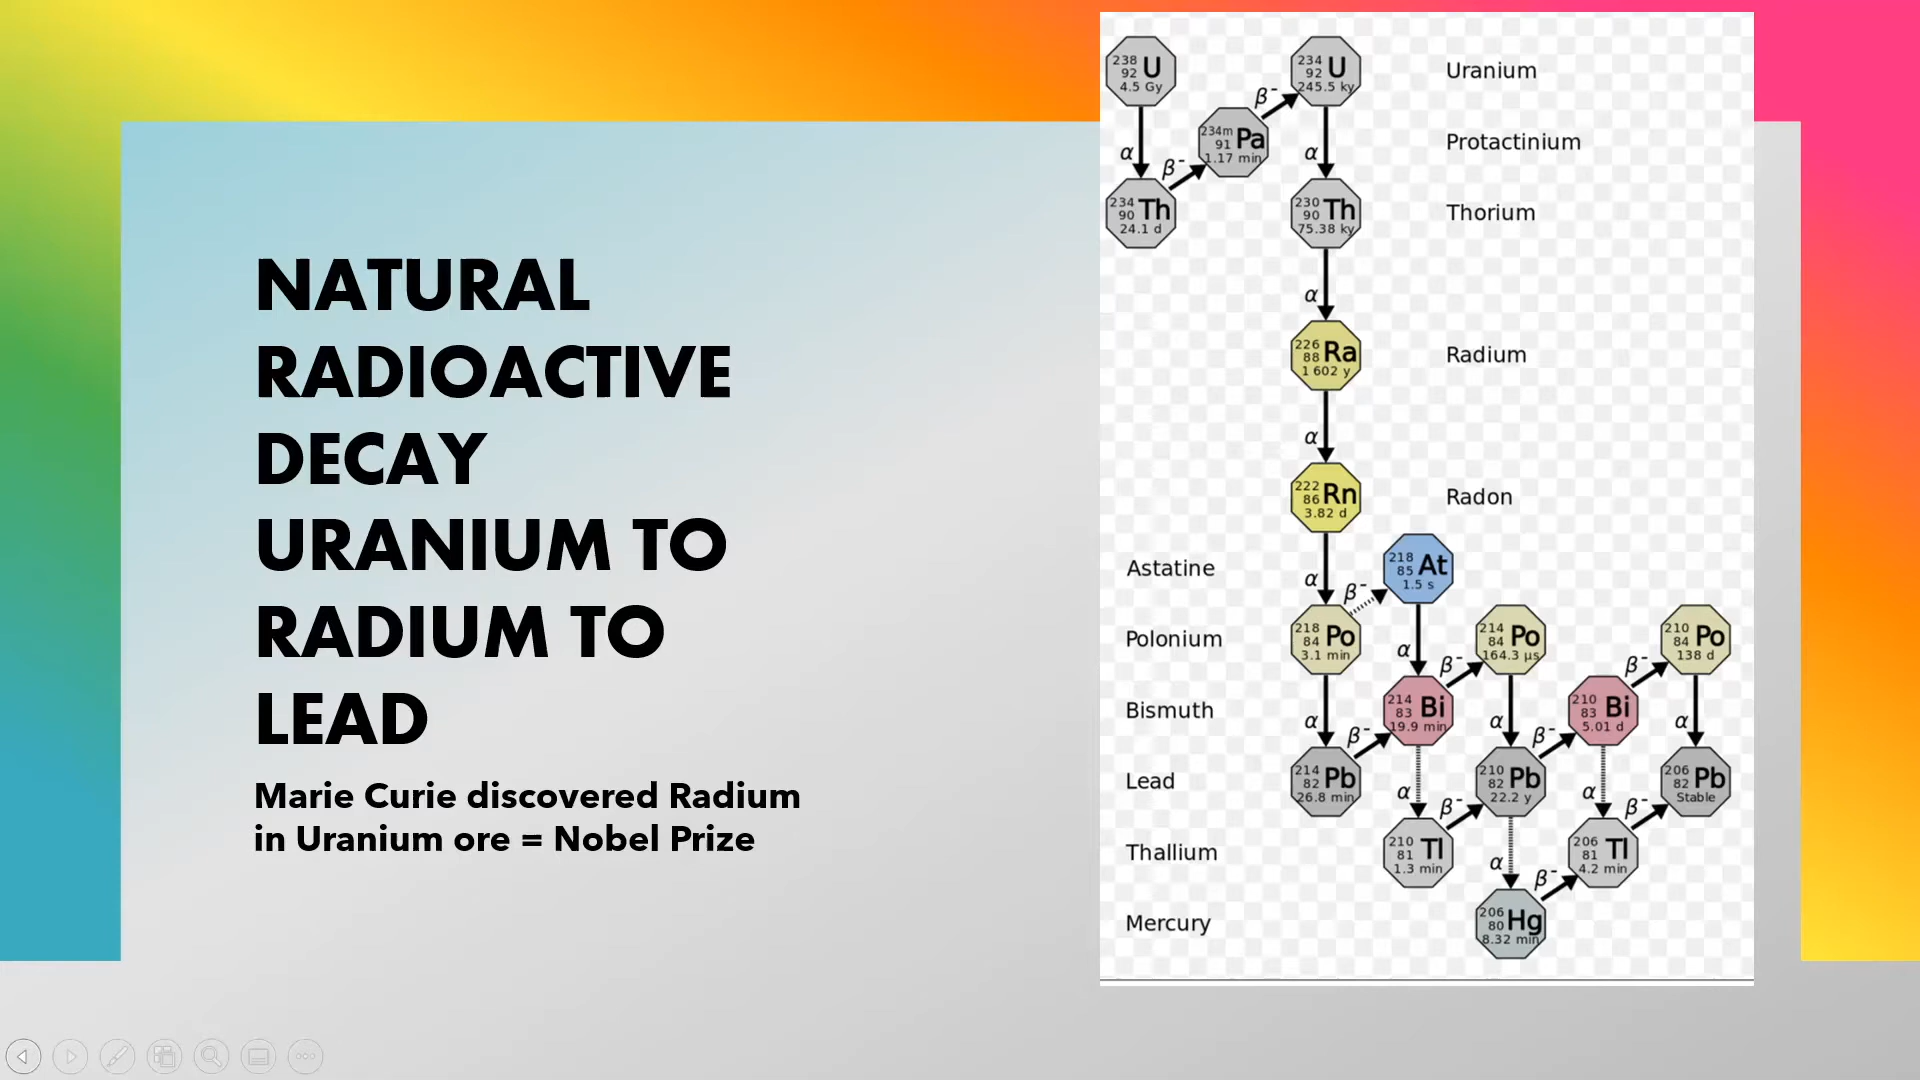 NATURAL
RADIOACTIVE
DECAY
URANIUM TO
RADIUM TO
LEAD
Marie Curie discovered Radium
in Uranium ore = Nobel Prize
238
92 U
4.5 Gy
234
92 U
245.5 ky
Uranium
β⁻
234m
91 Pa
1.17 min
Protactinium
α
β⁻
α
234
90 Th
24.1 d
230
90 Th
75.38 ky
Thorium
α
226
88 Ra
1 602 y
Radium
α
222
86 Rn
3.82 d
Radon
Astatine
α
β⁻
218
85 At
1.5 s
Polonium
218
84 Po
3.1 min
α
β⁻
214
84 Po
164.3 µs
β⁻
210
84 Po
138 d
Bismuth
α
β⁻
214
83 Bi
19.9 min
α
β⁻
210
83 Bi
5.01 d
α
Lead
214
82 Pb
26.8 min
α
β⁻
210
82 Pb
22.2 y
α
β⁻
206
82 Pb
Stable
Thallium
210
81 Tl
1.3 min
α
β⁻
206
81 Tl
4.2 min
Mercury
206
80 Hg
8.32 min